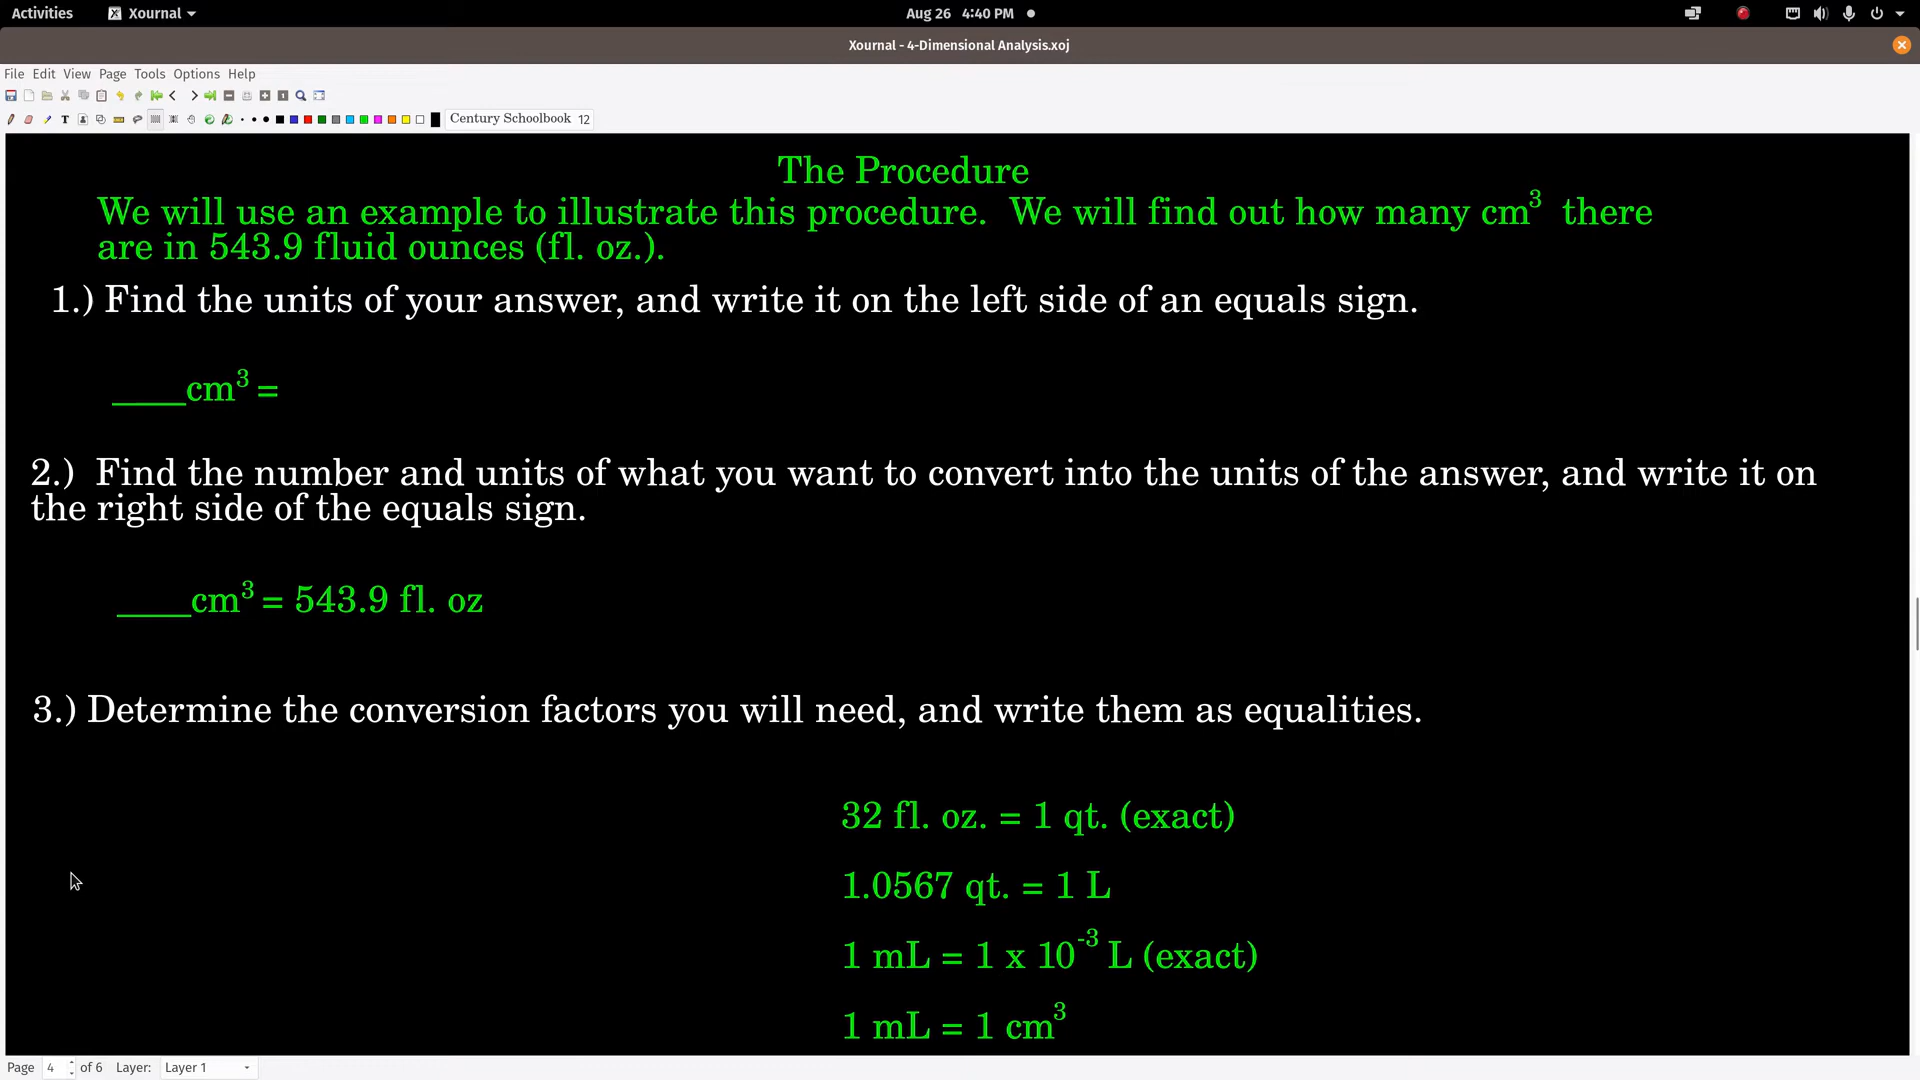 Activities Xournal Aug 26 4:40 PM
Xournal - 4-Dimensional Analysis.xoj
File Edit View Page Tools Options Help
Century Schoolbook 12
The Procedure
We will use an example to illustrate this procedure. We will find out how many cm³ there
are in 543.9 fluid ounces (fl. oz.).
1.) Find the units of your answer, and write it on the left side of an equals sign.
____cm³ =
2.) Find the number and units of what you want to convert into the units of the answer, and write it on
the right side of the equals sign.
____cm³ = 543.9 fl. oz
3.) Determine the conversion factors you will need, and write them as equalities.
32 fl. oz. = 1 qt. (exact)
1.0567 qt. = 1 L
1 mL = 1 x 10⁻³ L (exact)
1 mL = 1 cm³
Page 4 of 6 Layer: Layer 1